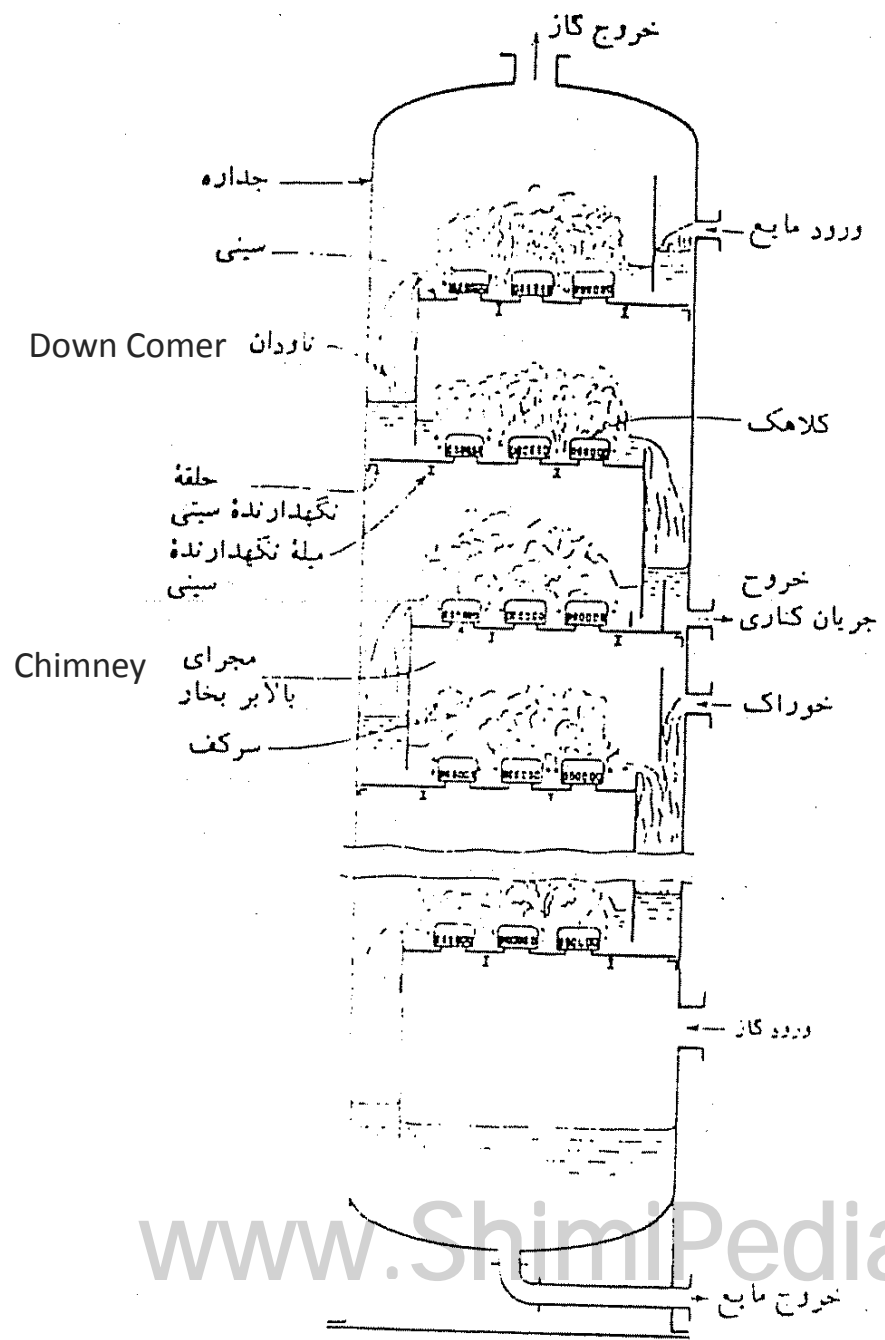 خروج گاز
جداره
ورود مایع
سینی
Down Comer ناودان
کلاهک
حلقهٔ
نگهدارندهٔ سینی
میلهٔ نگهدارندهٔ
سینی
خروج
جریان کناری
Chimney مجرای
بالابر بخار
خوراک
سرکف
ورود گاز
www.ShimiPedia
خروج مایع